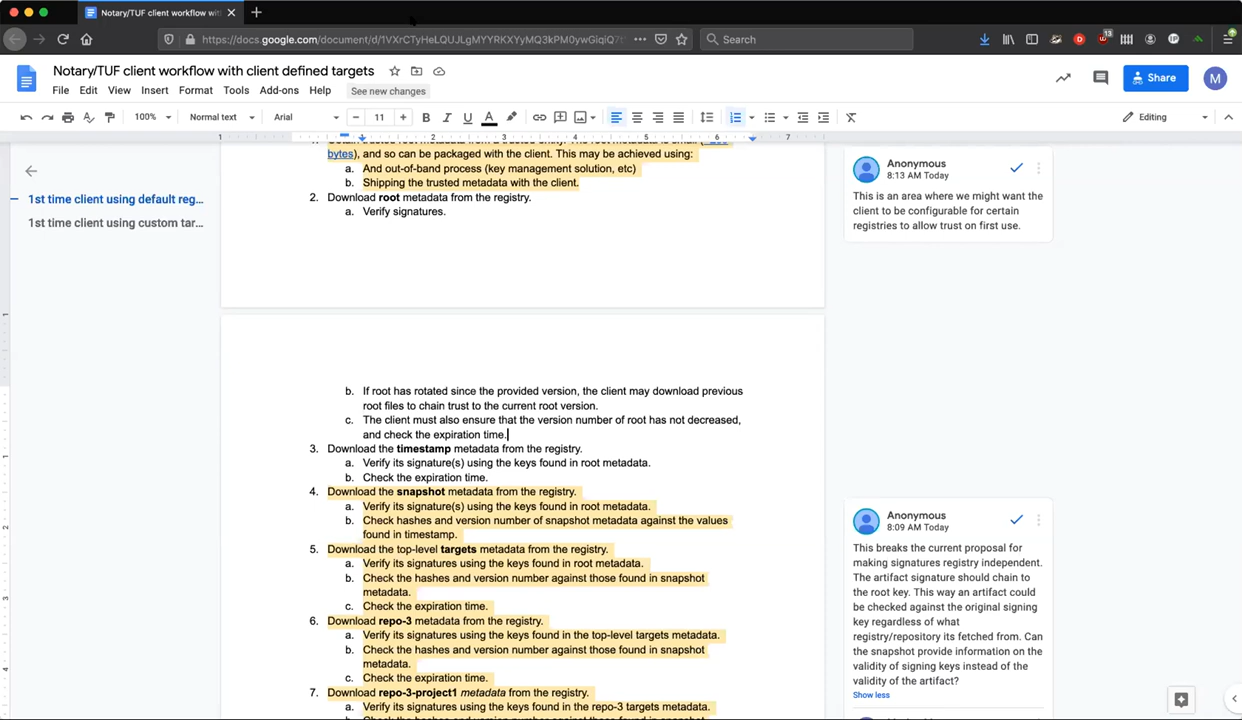 Notary/TUF client workflow wit
https://docs.google.com/document/d/1VXrCTyHeLQUJLgMYYRKXYyMQ3kPM0ywGiqiQ7
Search
13
Notary/TUF client workflow with client defined targets
Share
M
File Edit View Insert Format Tools Add-ons Help See new changes
100% Normal text Arial 11 B I U A Editing
1 1 2 3 4 5 6 7
bytes), and so can be packaged with the client. This may be achieved using:
a. And out-of-band process (key management solution, etc)
b. Shipping the trusted metadata with the client.
2. Download root metadata from the registry.
a. Verify signatures.
1st time client using default reg...
1st time client using custom tar...
Anonymous
8:13 AM Today
This is an area where we might want the
client to be configurable for certain
registries to allow trust on first use.
b. If root has rotated since the provided version, the client may download previous
root files to chain trust to the current root version.
c. The client must also ensure that the version number of root has not decreased,
and check the expiration time.
3. Download the timestamp metadata from the registry.
a. Verify its signature(s) using the keys found in root metadata.
b. Check the expiration time.
4. Download the snapshot metadata from the registry.
a. Verify its signature(s) using the keys found in root metadata.
b. Check hashes and version number of snapshot metadata against the values
found in timestamp.
5. Download the top-level targets metadata from the registry.
a. Verify its signatures using the keys found in root metadata.
b. Check the hashes and version number against those found in snapshot
metadata.
c. Check the expiration time.
6. Download repo-3 metadata from the registry.
a. Verify its signatures using the keys found in the top-level targets metadata.
b. Check the hashes and version number against those found in snapshot
metadata.
c. Check the expiration time.
7. Download repo-3-project1 metadata from the registry.
a. Verify its signatures using the keys found in the repo-3 targets metadata.
Anonymous
8:09 AM Today
This breaks the current proposal for
making signatures registry independent.
The artifact signature should chain to
the root key. This way an artifact could
be checked against the original signing
key regardless of what
registry/repository its fetched from. Can
the snapshot provide information on the
validity of signing keys instead of the
validity of the artifact?
Show less
1
2
3
4